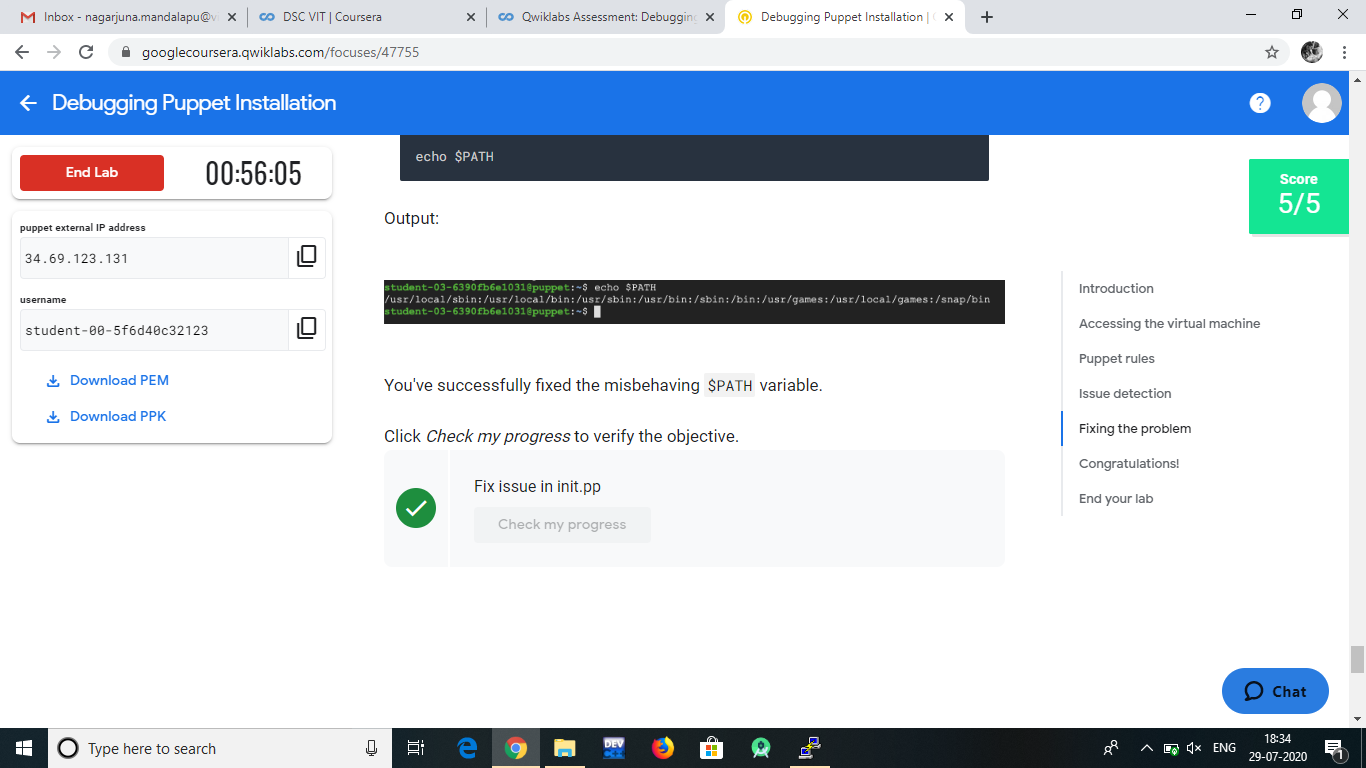 Inbox - nagarjuna.mandalapu@v
DSC VIT | Coursera
Qwiklabs Assessment: Debugging
Debugging Puppet Installation |
googlecoursera.qwiklabs.com/focuses/47755
Debugging Puppet Installation
?
End Lab
00:56:05
puppet external IP address
34.69.123.131
username
student-00-5f6d40c32123
Download PEM
Download PPK
echo $PATH
Output:
student-03-6390fb6e1031@puppet:~$ echo $PATH
/usr/local/sbin:/usr/local/bin:/usr/sbin:/usr/bin:/sbin:/bin:/usr/games:/usr/local/games:/snap/bin
student-03-6390fb6e1031@puppet:~$
You've successfully fixed the misbehaving $PATH variable.
Click Check my progress to verify the objective.
Fix issue in init.pp
Check my progress
Score
5/5
Introduction
Accessing the virtual machine
Puppet rules
Issue detection
Fixing the problem
Congratulations!
End your lab
Chat
Type here to search
DEV
ENG
18:34
29-07-2020
1